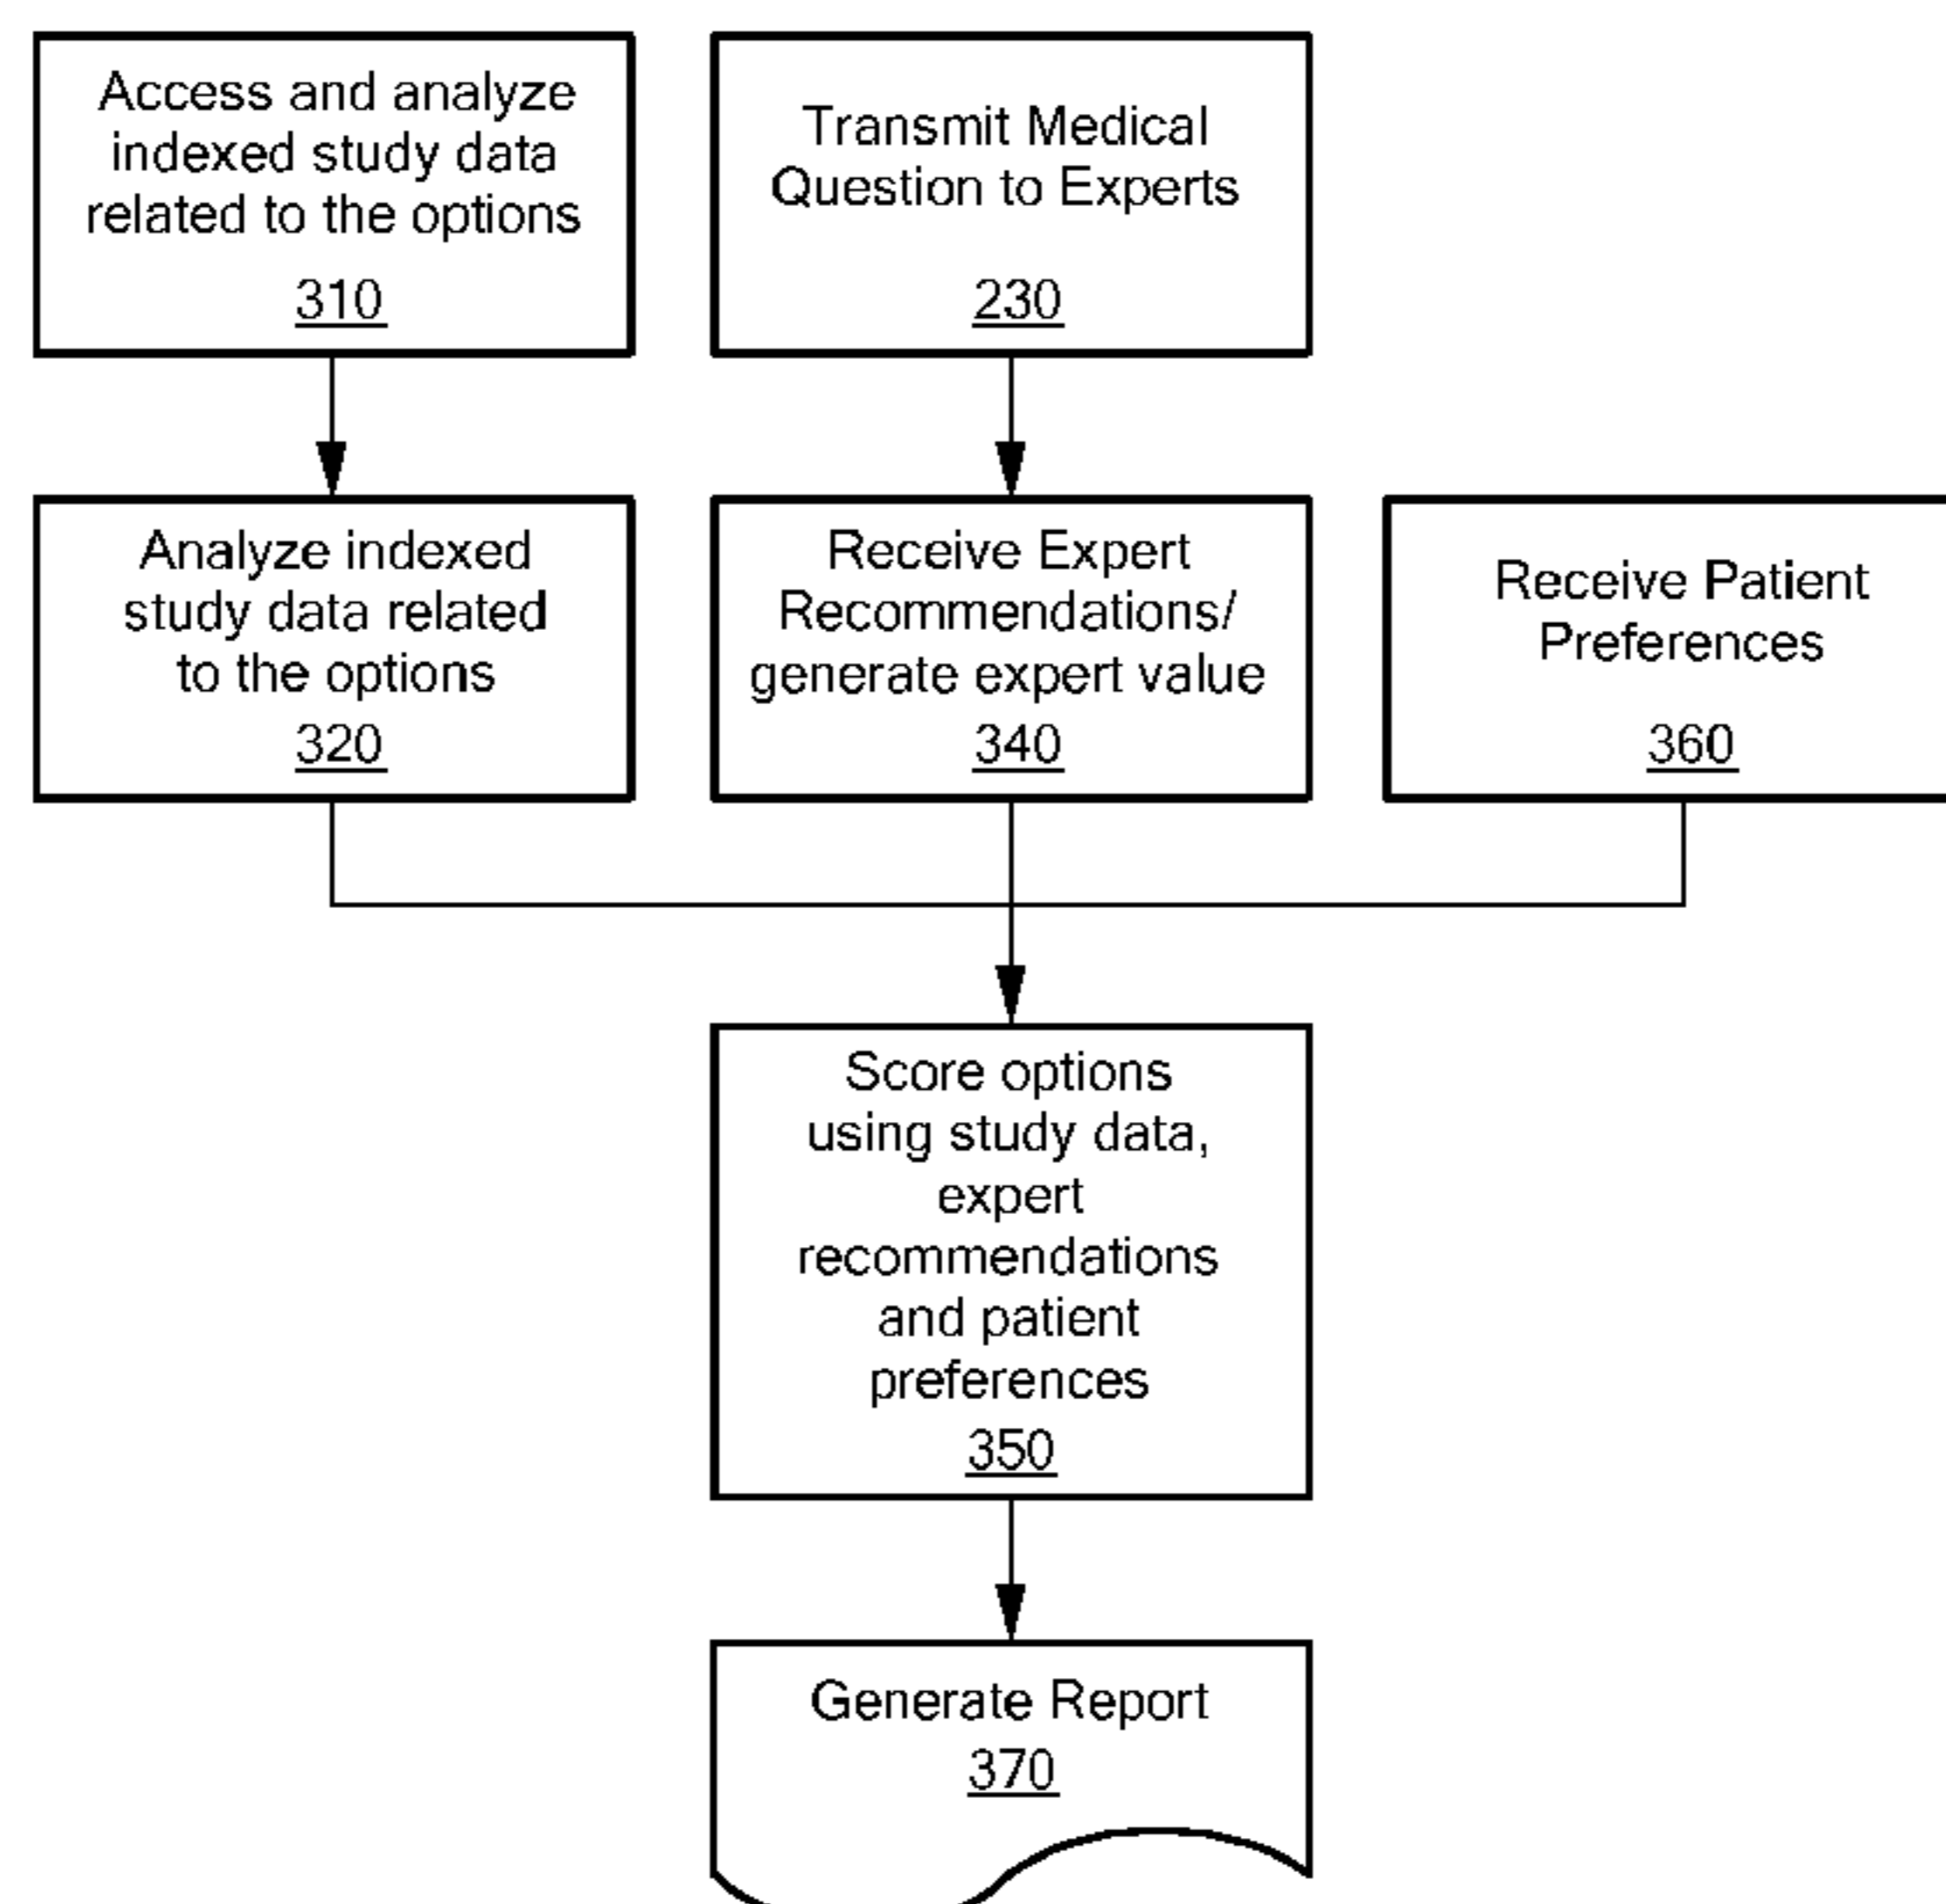 Access and analyze
indexed study data
related to the options
310
Transmit Medical
Question to Experts
230
Analyze indexed
study data related
to the options
320
Receive Expert
Recommendations/
generate expert value
340
Receive Patient
Preferences
360
Score options
using study data,
expert
recommendations
and patient
preferences
350
Generate Report
370